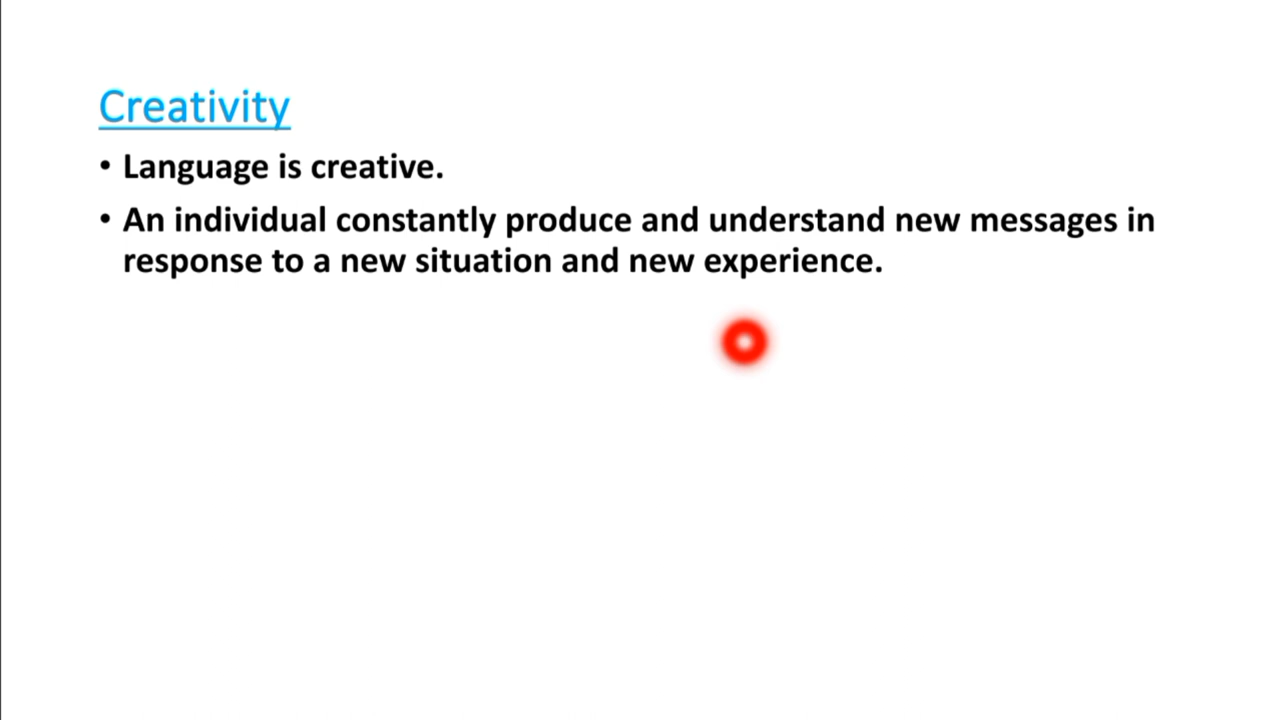 Creativity
• Language is creative.
• An individual constantly produce and understand new messages in
response to a new situation and new experience.